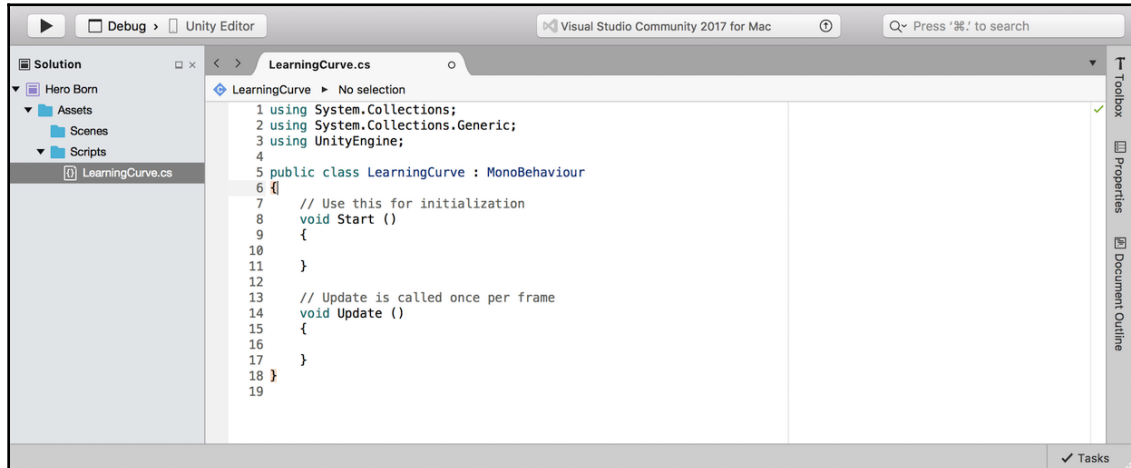 Debug › Unity Editor
Visual Studio Community 2017 for Mac
Press '⌘.' to search
Solution
Hero Born
Assets
Scenes
Scripts
LearningCurve.cs
LearningCurve.cs
LearningCurve ▸ No selection
1 using System.Collections;
2 using System.Collections.Generic;
3 using UnityEngine;
4
5 public class LearningCurve : MonoBehaviour
6 {
7     // Use this for initialization
8     void Start ()
9     {
10
11     }
12
13     // Update is called once per frame
14     void Update ()
15     {
16
17     }
18 }
19
Toolbox
Properties
Document Outline
Tasks